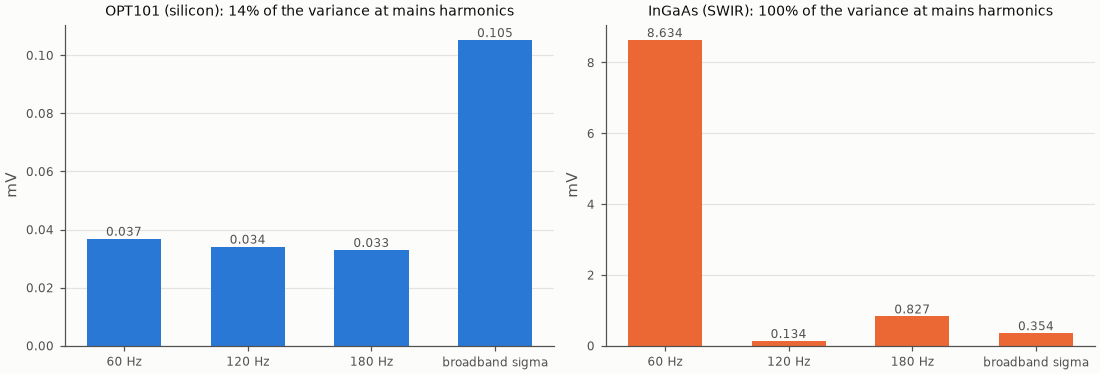 OPT101 (silicon): 14% of the variance at mains harmonics
0.10
0.08
0.06
0.04
0.02
0.00
mV
0.037
0.034
0.033
0.105
60 Hz
120 Hz
180 Hz
broadband sigma
InGaAs (SWIR): 100% of the variance at mains harmonics
8
6
4
2
0
mV
8.634
0.134
0.827
0.354
60 Hz
120 Hz
180 Hz
broadband sigma